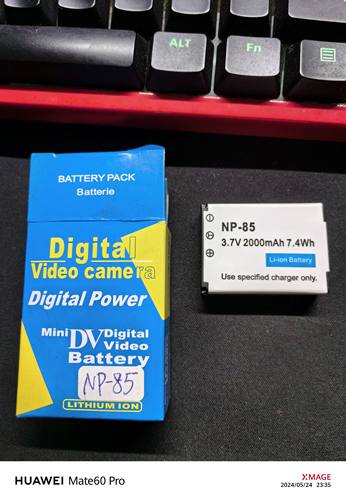 ALT
Fn
BATTERY PACK
Batterie
Digital
Video camera
Digital Power
Mini DV Digital
Video
Battery
NP-85
LITHIUM ION
NP-85
3.7V 2000mAh 7.4Wh
Li-ion Battery
Use specified charger only.
HUAWEI Mate60 Pro
XMAGE
2024/05/24 23:35